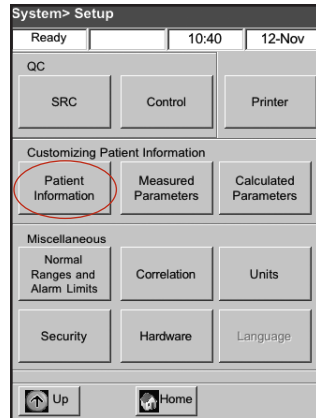 System> Setup
Ready 10:40 12-Nov
QC
SRC Control Printer
Customizing Patient Information
Patient Information
Measured Parameters
Calculated Parameters
Miscellaneous
Normal Ranges and Alarm Limits
Correlation
Units
Security Hardware Language
Up Home